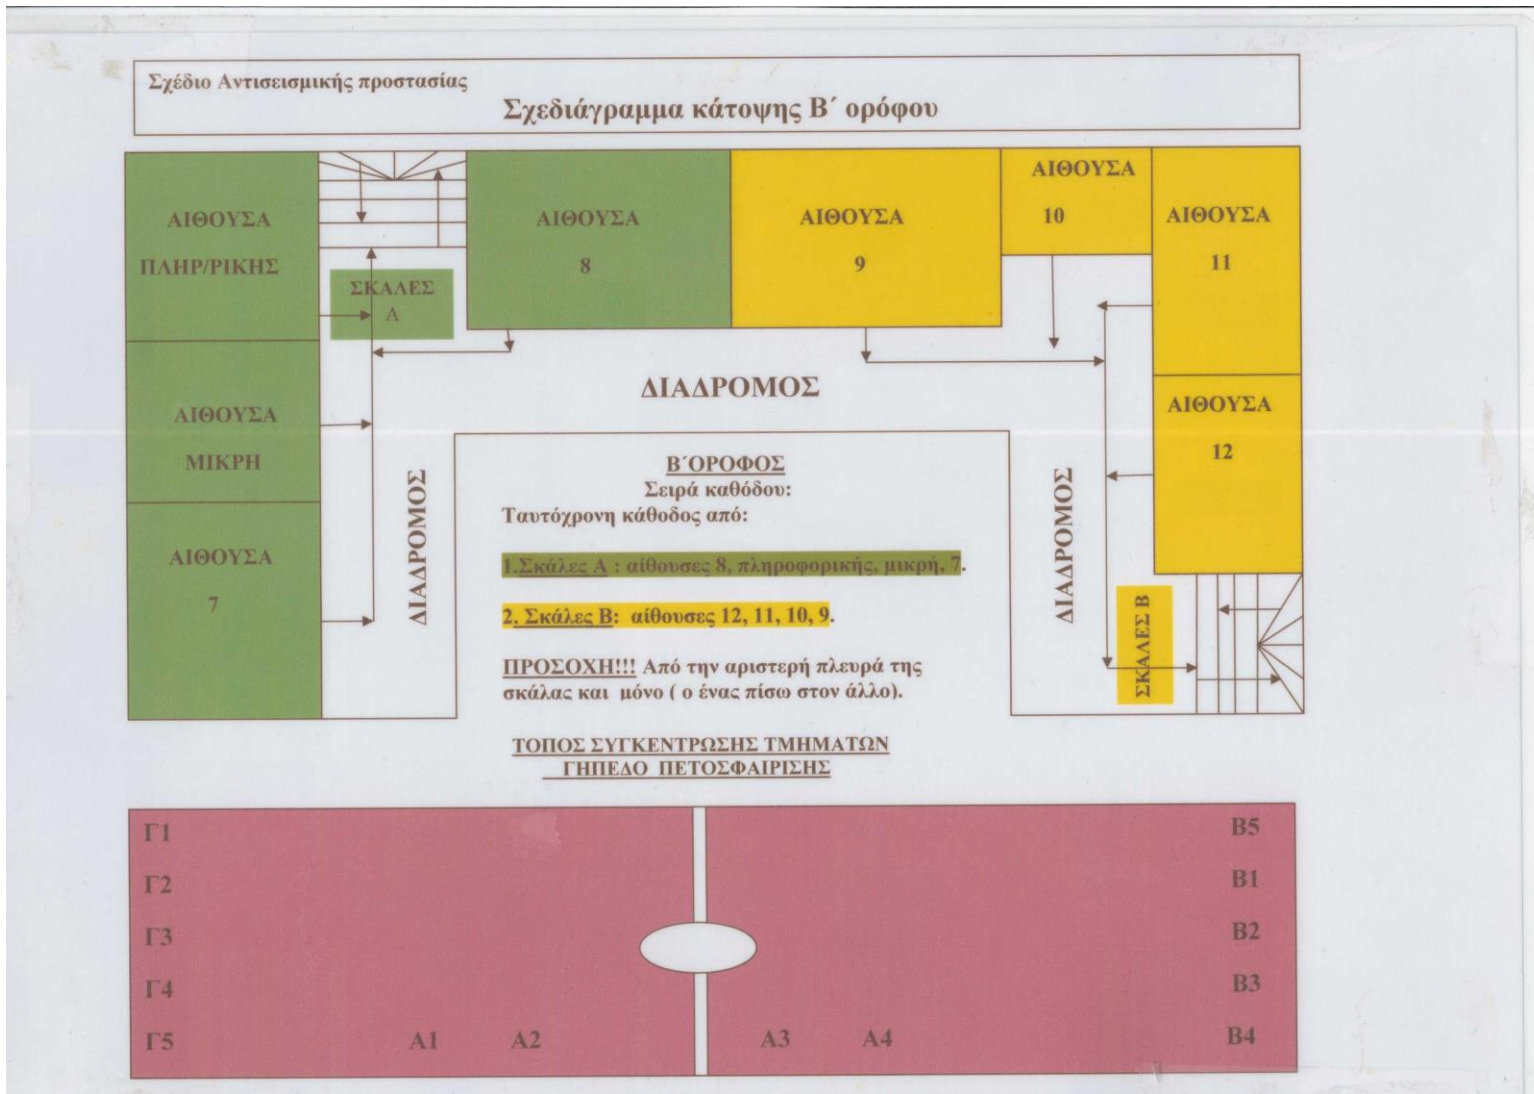 Σχέδιο Αντισεισμικής προστασίας
Σχεδιάγραμμα κάτοψης Β΄ ορόφου
ΑΙΘΟΥΣΑ
ΠΛΗΡ/ΡΙΚΗΣ
ΣΚΑΛΕΣ
Α
ΑΙΘΟΥΣΑ
8
ΑΙΘΟΥΣΑ
9
ΑΙΘΟΥΣΑ
10
ΑΙΘΟΥΣΑ
11
ΔΙΑΔΡΟΜΟΣ
ΑΙΘΟΥΣΑ
12
ΑΙΘΟΥΣΑ
ΜΙΚΡΗ
ΑΙΘΟΥΣΑ
7
ΔΙΑΔΡΟΜΟΣ
Β΄ΟΡΟΦΟΣ
Σειρά καθόδου:
Ταυτόχρονη κάθοδος από:
1.Σκάλες Α : αίθουσες 8, πληροφορικής, μικρή, 7.
2. Σκάλες Β: αίθουσες 12, 11, 10, 9.
ΠΡΟΣΟΧΗ!!! Από την αριστερή πλευρά της
σκάλας και μόνο ( ο ένας πίσω στον άλλο).
ΔΙΑΔΡΟΜΟΣ
ΣΚΑΛΕΣ Β
ΤΟΠΟΣ ΣΥΓΚΕΝΤΡΩΣΗΣ ΤΜΗΜΑΤΩΝ
ΓΗΠΕΔΟ ΠΕΤΟΣΦΑΙΡΙΣΗΣ
Γ1
Β5
Γ2
Β1
Γ3
Β2
Γ4
Β3
Γ5
Α1
Α2
Α3
Α4
Β4